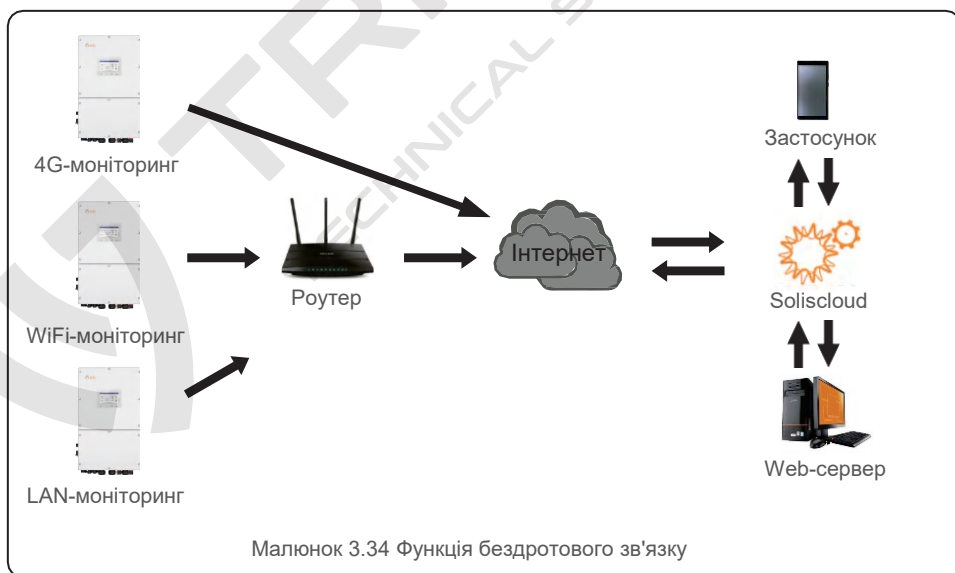 4G-моніторинг
WiFi-моніторинг
LAN-моніторинг
Роутер
Інтернет
Застосунок
Soliscloud
Web-сервер
Малюнок 3.34 Функція бездротового зв'язку